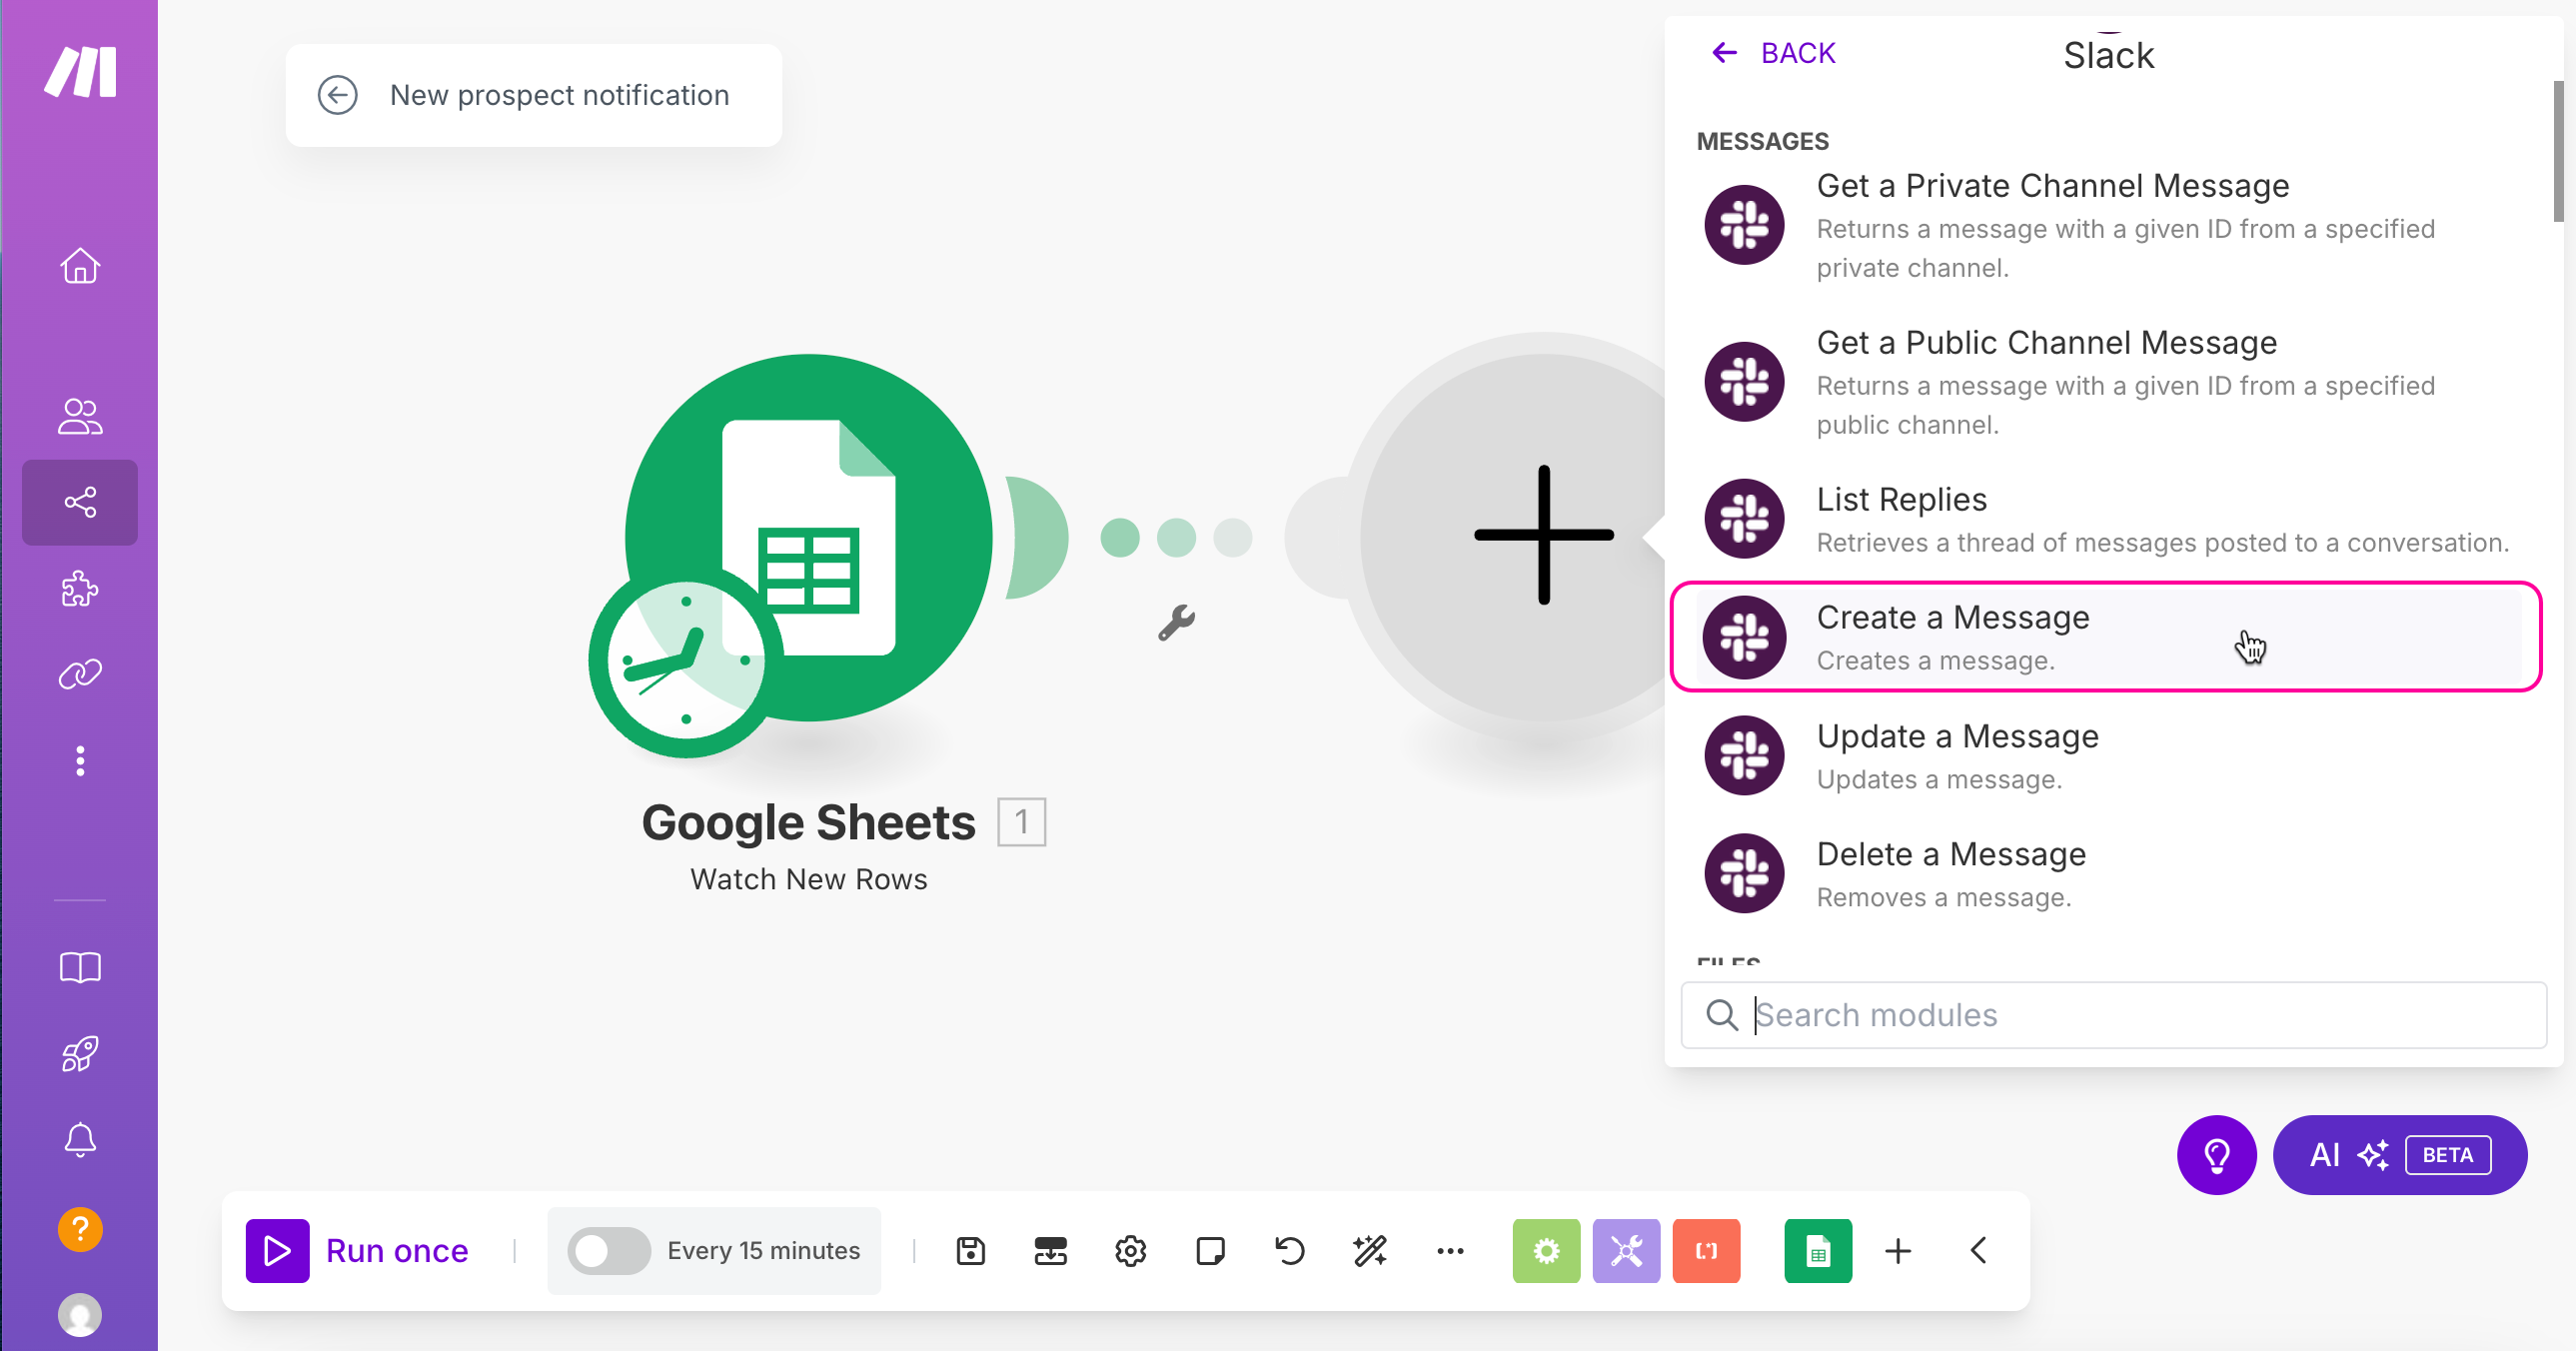 New prospect notification
BACK
Slack
MESSAGES
Get a Private Channel Message
Returns a message with a given ID from a specified
private channel.
Get a Public Channel Message
Returns a message with a given ID from a specified
public channel.
List Replies
Retrieves a thread of messages posted to a conversation.
Create a Message
Creates a message.
Update a Message
Updates a message.
Delete a Message
Removes a message.
FILES
Search modules
Google Sheets 1
Watch New Rows
AI BETA
?
Run once
Every 15 minutes